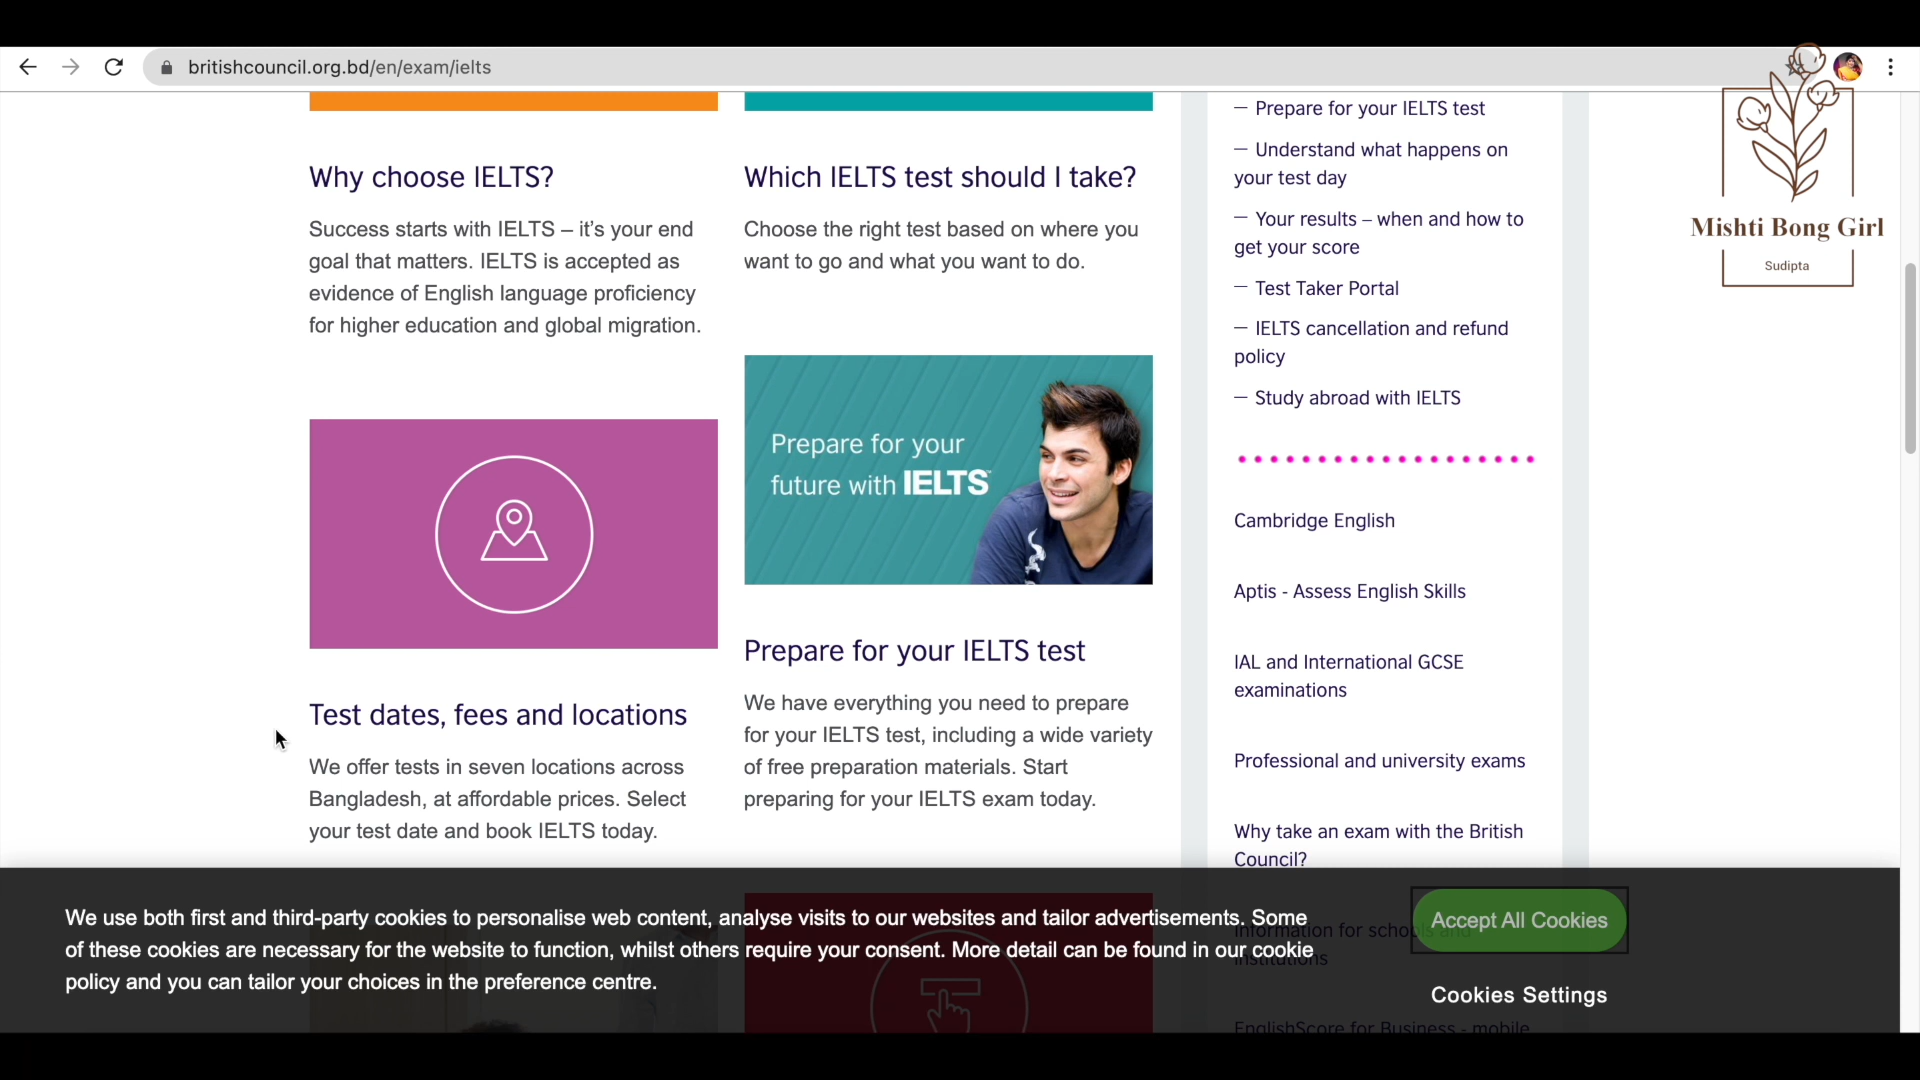 britishcouncil.org.bd/en/exam/ielts
Why choose IELTS?
Success starts with IELTS – it's your end
goal that matters. IELTS is accepted as
evidence of English language proficiency
for higher education and global migration.
Which IELTS test should I take?
Choose the right test based on where you
want to go and what you want to do.
Prepare for your
future with IELTS™
Test dates, fees and locations
We offer tests in seven locations across
Bangladesh, at affordable prices. Select
your test date and book IELTS today.
Prepare for your IELTS test
We have everything you need to prepare
for your IELTS test, including a wide variety
of free preparation materials. Start
preparing for your IELTS exam today.
— Prepare for your IELTS test
— Understand what happens on
your test day
— Your results – when and how to
get your score
— Test Taker Portal
— IELTS cancellation and refund
policy
— Study abroad with IELTS
Cambridge English
Aptis - Assess English Skills
IAL and International GCSE
examinations
Professional and university exams
Why take an exam with the British
Council?
Information for schools and
institutions
EnglishScore for Business - mobile
Mishti Bong Girl
Sudipta
We use both first and third-party cookies to personalise web content, analyse visits to our websites and tailor advertisements. Some
of these cookies are necessary for the website to function, whilst others require your consent. More detail can be found in our cookie
policy and you can tailor your choices in the preference centre.
Accept All Cookies
Cookies Settings